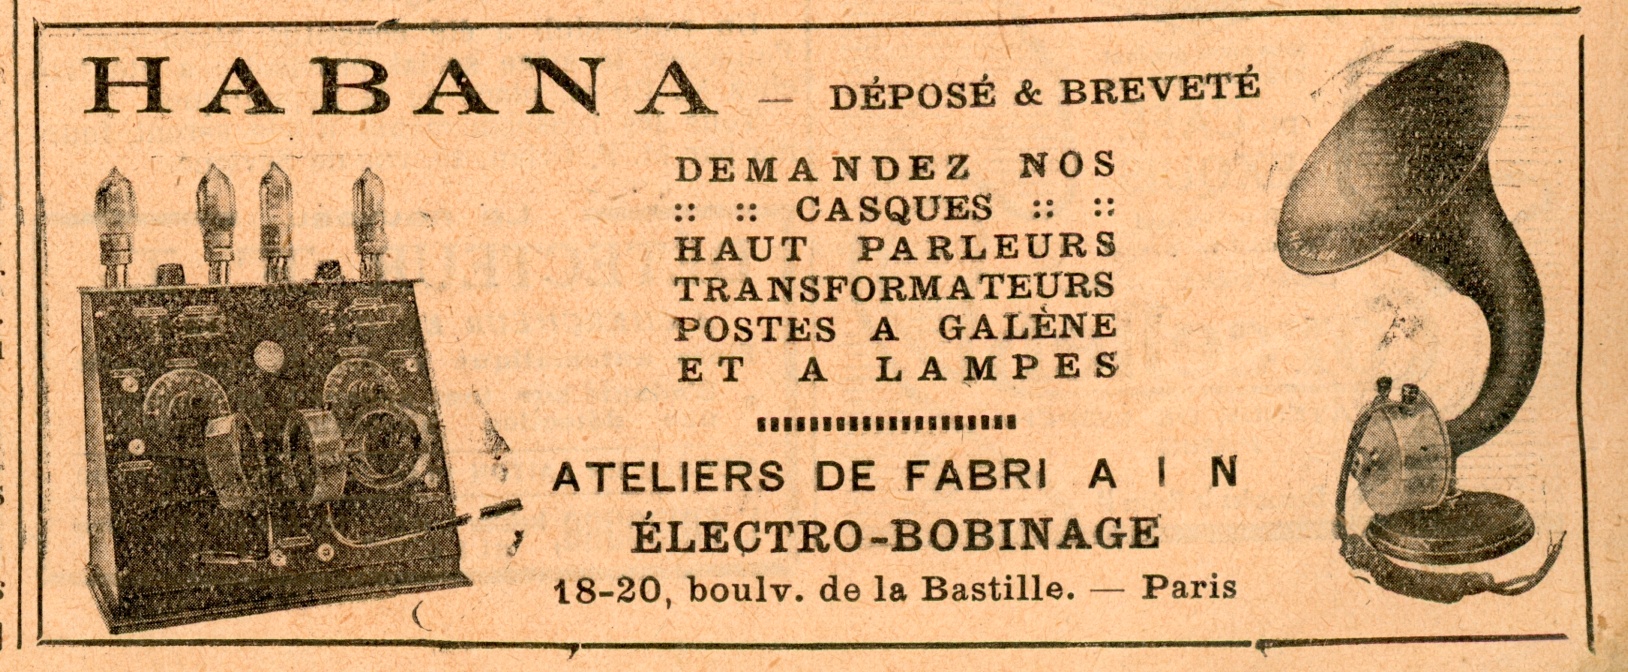 HABANA — DÉPOSÉ & BREVETÉ
DEMANDEZ NOS
:: :: CASQUES :: ::
HAUT PARLEURS
TRANSFORMATEURS
POSTES A GALÈNE
ET A LAMPES
ATELIERS DE FABRI A I N
ÉLECTRO-BOBINAGE
18-20, boulv. de la Bastille. — Paris